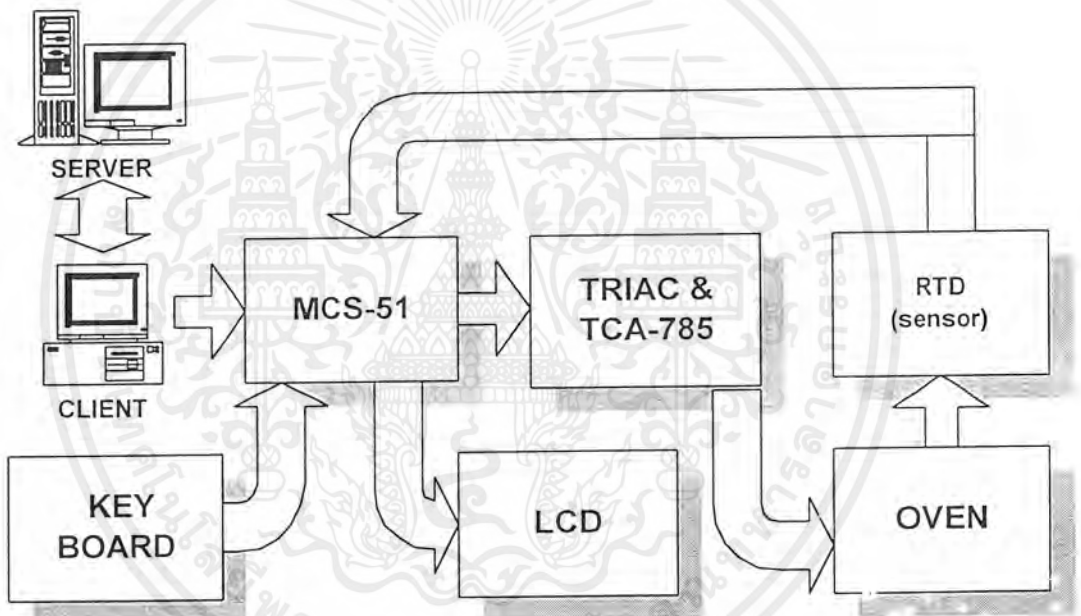 SERVER
CLIENT
MCS-51
TRIAC &
TCA-785
RTD
(sensor)
KEY
BOARD
LCD
OVEN